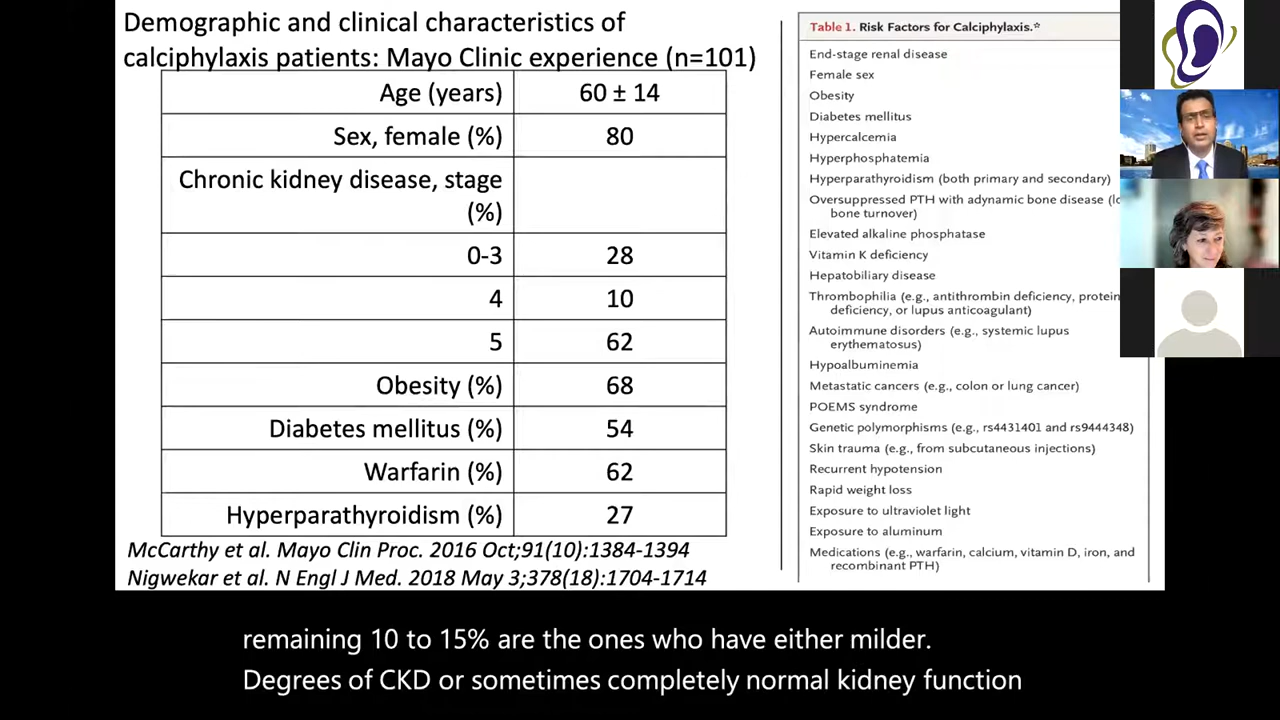 Demographic and clinical characteristics of
calciphylaxis patients: Mayo Clinic experience (n=101)
Age (years) 60 ± 14
Sex, female (%) 80
Chronic kidney disease, stage
(%)
0-3 28
4 10
5 62
Obesity (%) 68
Diabetes mellitus (%) 54
Warfarin (%) 62
Hyperparathyroidism (%) 27
McCarthy et al. Mayo Clin Proc. 2016 Oct;91(10):1384-1394
Nigwekar et al. N Engl J Med. 2018 May 3;378(18):1704-1714
Table 1. Risk Factors for Calciphylaxis.*
End-stage renal disease
Female sex
Obesity
Diabetes mellitus
Hypercalcemia
Hyperphosphatemia
Hyperparathyroidism (both primary and secondary)
Oversuppressed PTH with adynamic bone disease
bone turnover)
Elevated alkaline phosphatase
Vitamin K deficiency
Hepatobiliary disease
Thrombophilia (e.g., antithrombin deficiency, protein
deficiency, or lupus anticoagulant)
Autoimmune disorders (e.g., systemic lupus
erythematosus)
Hypoalbuminemia
Metastatic cancers (e.g., colon or lung cancer)
POEMS syndrome
Genetic polymorphisms (e.g., rs4431401 and rs9444348)
Skin trauma (e.g., from subcutaneous injections)
Recurrent hypotension
Rapid weight loss
Exposure to ultraviolet light
Exposure to aluminum
Medications (e.g., warfarin, calcium, vitamin D, iron, and
recombinant PTH)
remaining 10 to 15% are the ones who have either milder.
Degrees of CKD or sometimes completely normal kidney function